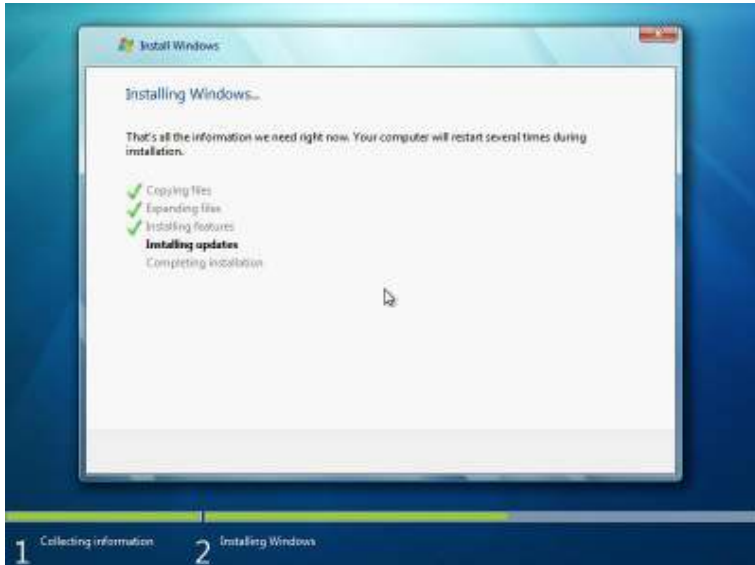 Install Windows
Installing Windows...
That's all the information we need right now. Your computer will restart several times during
installation.
Copying files
Expanding files
Installing features
Installing updates
Completing installation
1 Collecting information
2 Installing Windows